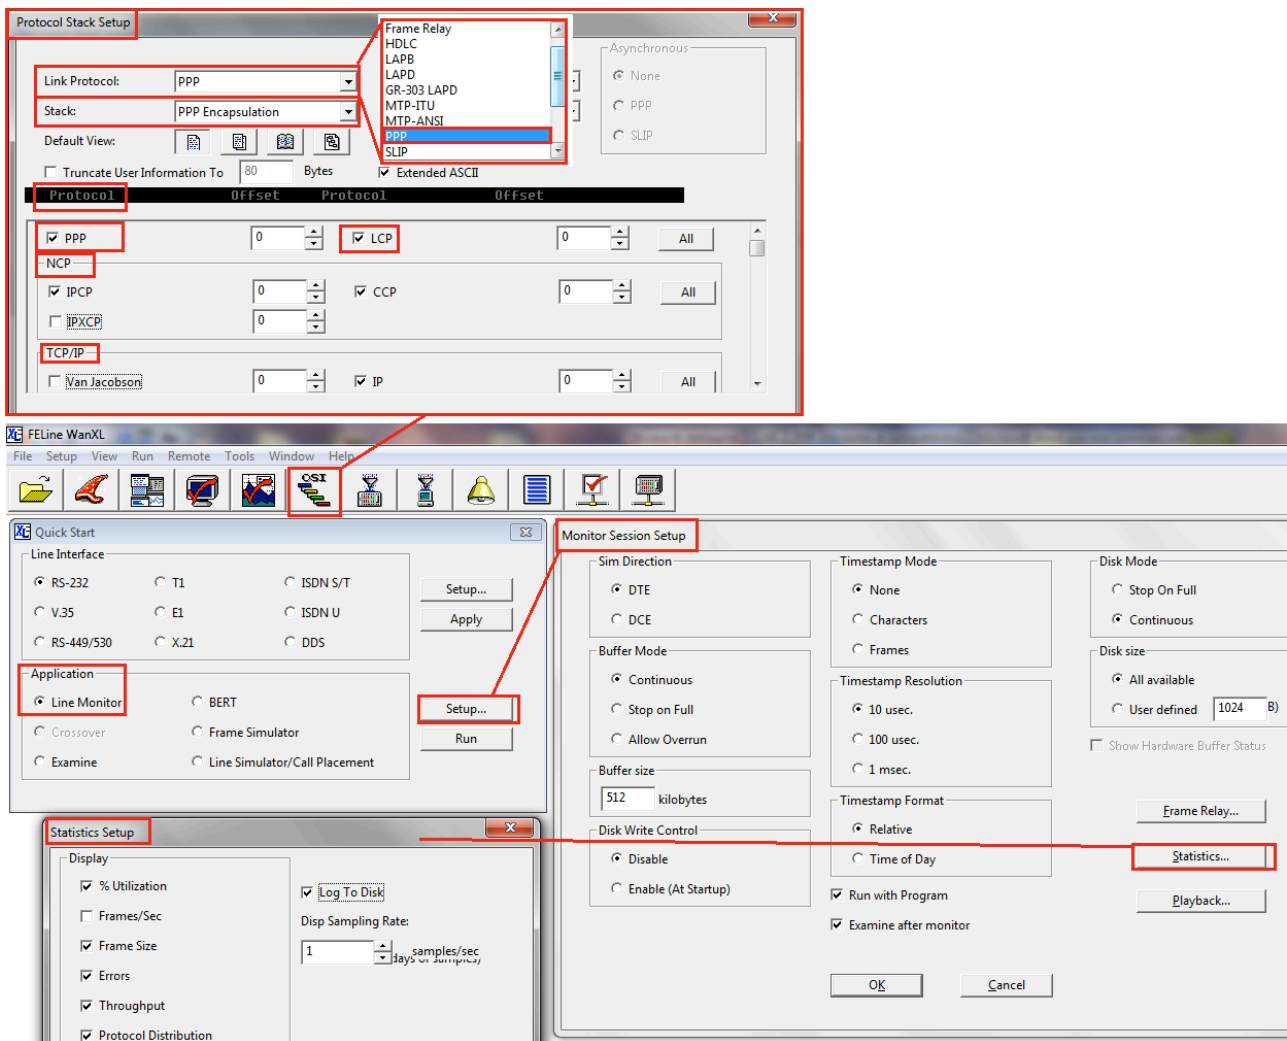 Protocol Stack Setup
Frame Relay
HDLC
LAPB
LAPD
GR-303 LAPD
MTP-ITU
MTP-ANSI
PPP
SLIP
Link Protocol:
PPP
Stack:
PPP Encapsulation
Default View:
Asynchronous
None
PPP
SLIP
Truncate User Information To 80 Bytes
Extended ASCII
Protocol Offset Protocol Offset
PPP 0 LCP 0 All
NCP
IPCP 0 CCP 0 All
IPXCP 0
TCP/IP
Van Jacobson 0 IP 0 All
FELine WanXL
File Setup View Run Remote Tools Window Help
OSI
Quick Start
Line Interface
RS-232 T1 ISDN S/T Setup...
V.35 E1 ISDN U Apply
RS-449/530 X.21 DDS
Application
Line Monitor BERT Setup...
Crossover Frame Simulator Run
Examine Line Simulator/Call Placement
Monitor Session Setup
Sim Direction
DTE
DCE
Buffer Mode
Continuous
Stop on Full
Allow Overrun
Buffer size
512 kilobytes
Disk Write Control
Disable
Enable (At Startup)
Timestamp Mode
None
Characters
Frames
Timestamp Resolution
10 usec.
100 usec.
1 msec.
Timestamp Format
Relative
Time of Day
Run with Program
Examine after monitor
Disk Mode
Stop On Full
Continuous
Disk size
All available
User defined 1024 B)
Show Hardware Buffer Status
Frame Relay...
Statistics...
Playback...
OK Cancel
Statistics Setup
Display
% Utilization
Frames/Sec
Frame Size
Errors
Throughput
Protocol Distribution
Log To Disk
Disp Sampling Rate:
1 samples/sec